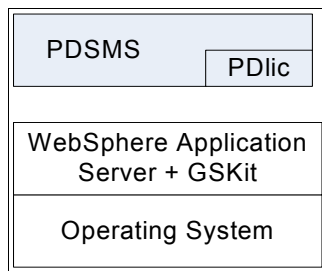 PDSMS
PDlic
WebSphere Application
Server + GSKit
Operating System